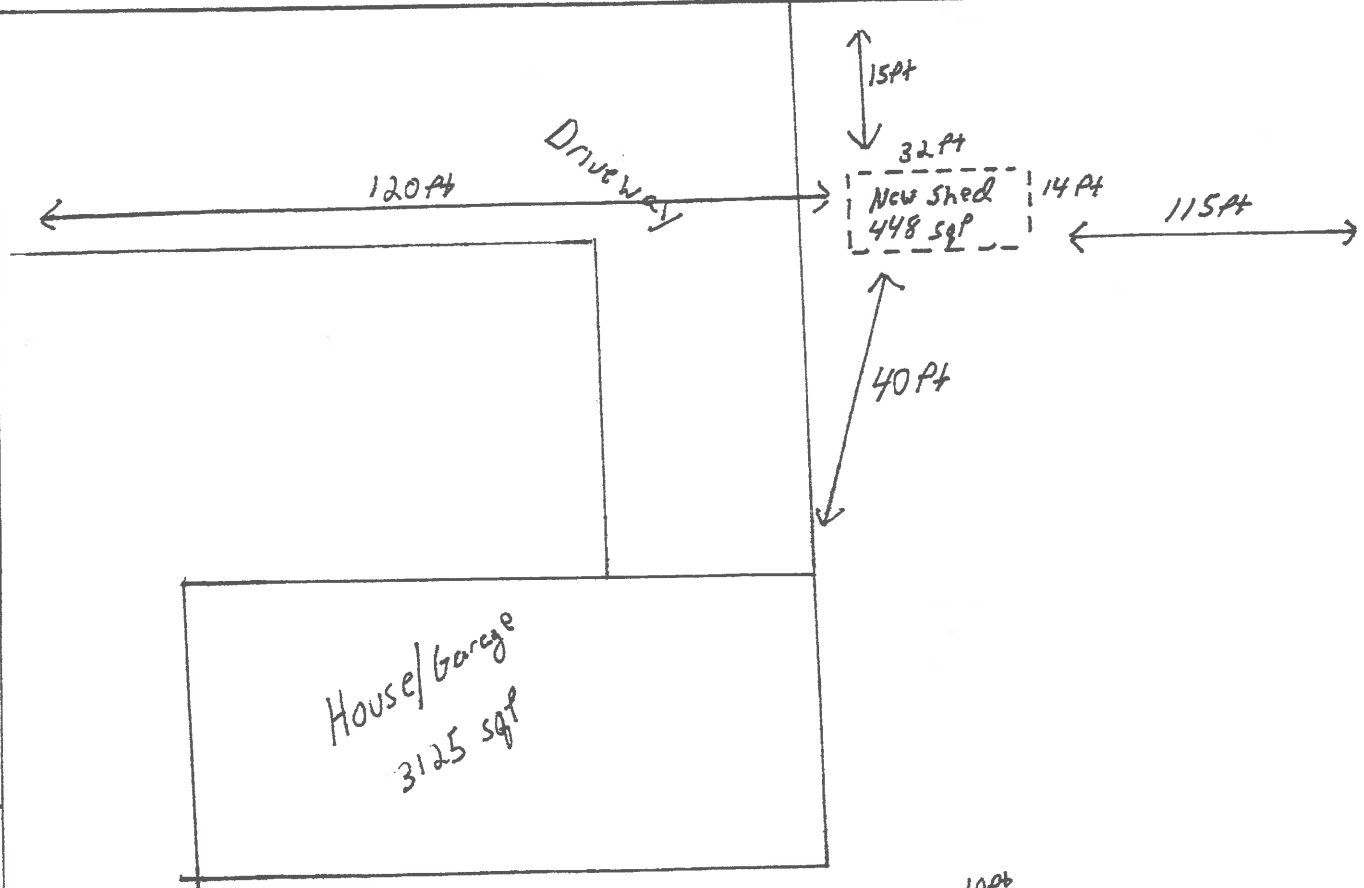 15ft
32ft
Driveway
120ft
New Shed
448 sqf
14ft
115ft
40ft
House/Garage
3125 sqf